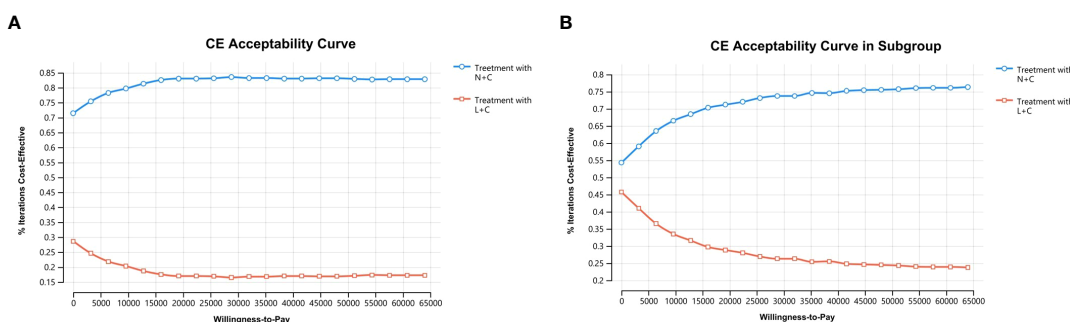 A
CE Acceptability Curve
% Iterations Cost-Effective
0.85
0.8
0.75
0.7
0.65
0.6
0.55
0.5
0.45
0.4
0.35
0.3
0.25
0.2
0.15
0 5000 10000 15000 20000 25000 30000 35000 40000 45000 50000 55000 60000 65000
Willingness-to-Pay
Treetment with
N+C
Treatment with
L+C
B
CE Acceptability Curve in Subgroup
% Iterations Cost-Effective
0.8
0.75
0.7
0.65
0.6
0.55
0.5
0.45
0.4
0.35
0.3
0.25
0.2
0 5000 10000 15000 20000 25000 30000 35000 40000 45000 50000 55000 60000 65000
Willingness-to-Pay
Treetment with
N+C
Treatment with
L+C